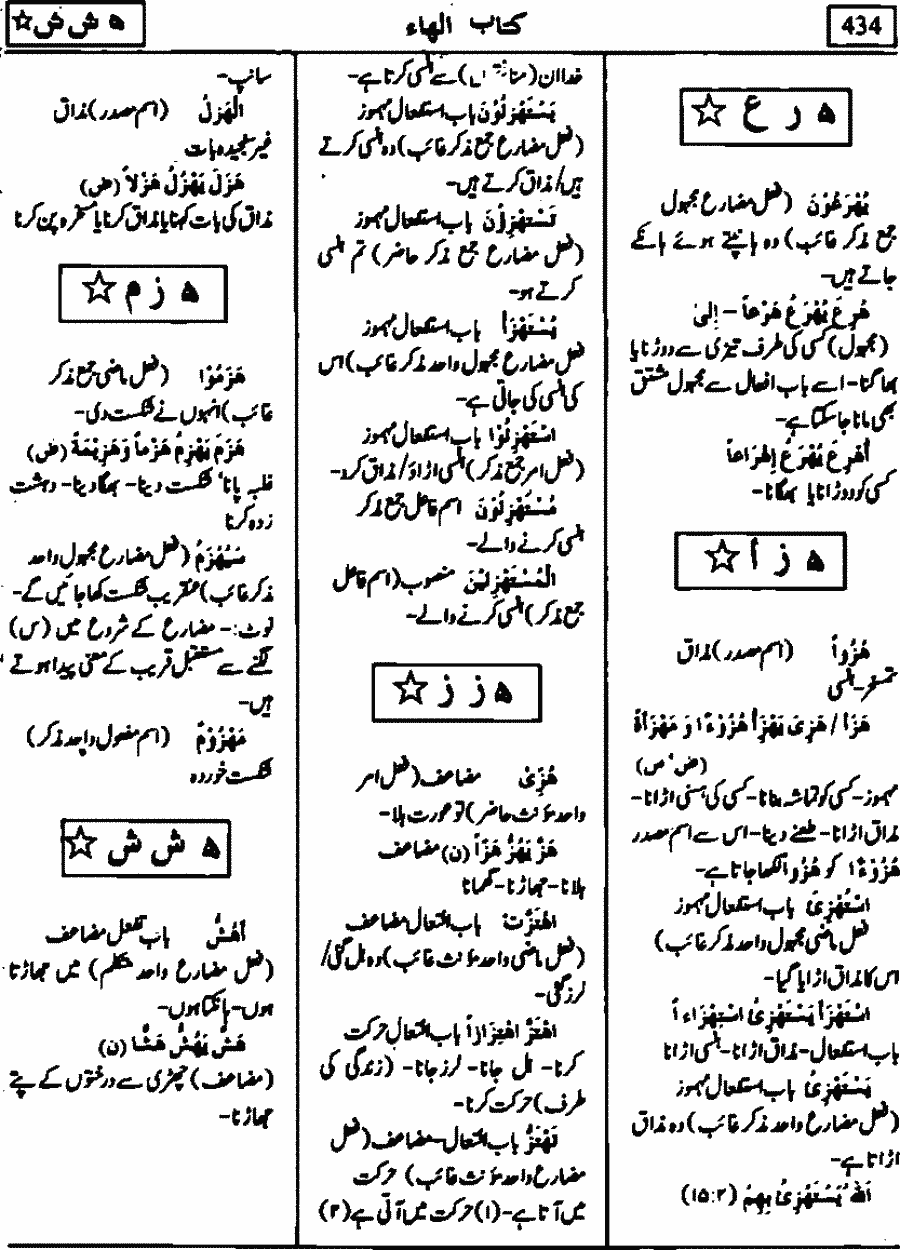 434
کتاب الہاء
ھ ش ش ☆
ھ ر ع ☆
یُهْرَعُوْنَ (فعل مضارع مجہول
جمع مذکر غائب) وہ ہانپتے ہوئے ہانکے
جاتے ہیں۔
هُرِعَ یُهْرَعُ هَرْعاً – إلیٰ
(مجہول) کسی کی طرف تیزی سے دوڑنا یا
بھاگنا۔ اسے باب افعال سے مجہول مشتق
بھی مانا جاسکتا ہے۔
أُهْرِعَ یُهْرَعُ إِهْرَاعاً
کسی کو دوڑانا یا بھگانا۔
ھ ز أ ☆
هُزُواً (اسم مصدر) مذاق
تمسخر۔ ہنسی
هَزَأَ / هَزِئَ یَهْزَأُ هُزُوْءًا وَ مَهْزَأَةً
(ض‘ س)
مہموز۔ کسی کو تماشہ بنانا۔ کسی کی ہنسی اڑانا۔
مذاق اڑانا۔ طعنے دینا۔ اس سے اسم مصدر
هُزُوْءًا کو هُزُواً لکھا جاتا ہے۔
اسْتُهْزِئَ باب استفعال مہموز
فعل ماضی مجہول واحد مذکر غائب)
اس کا مذاق اڑایا گیا۔
اسْتَهْزَأَ یَسْتَهْزِئُ اسْتِهْزَاءً
باب استفعال۔ مذاق اڑانا۔ ہنسی اڑانا
یَسْتَهْزِئُ باب استفعال مہموز
(فعل مضارع واحد مذکر غائب) وہ مذاق
اڑاتا ہے۔
اَللهُ یَسْتَهْزِئُ بِهِمْ (۱۵:۲)
خدا ان سے ہنسی کرتا ہے۔
یَسْتَهْزِئُوْنَ باب استفعال مہموز
(فعل مضارع جمع مذکر غائب) وہ ہنسی کرتے
ہیں/مذاق کرتے ہیں۔
تَسْتَهْزِؤُنَ باب استفعال مہموز
(فعل مضارع جمع مذکر حاضر) تم ہنسی
کرتے ہو۔
یُسْتَهْزَأُ باب استفعال مہموز
فعل مضارع مجہول واحد مذکر غائب) اس
کی ہنسی کی جاتی ہے۔
اسْتَهْزِئُوْا باب استفعال مہموز
(فعل امر جمع مذکر) ہنسی اڑاؤ/مذاق کرو۔
مُسْتَهْزِئُوْنَ اسم فاعل جمع مذکر
ہنسی کرنے والے۔
الْمُسْتَهْزِئِیْنَ منصوب (اسم فاعل
جمع مذکر) ہنسی کرنے والے۔
ھ ز ز ☆
هُزِّیْ مضاعف (فعل امر
واحد مؤنث حاضر) تو عورت ہلا۔
هَزَّ یَهُزُّ هَزّاً (ن) مضاعف
ہلانا۔ جھاڑنا۔ گھمانا
اهْتَزَّتْ باب افتعال مضاعف
(فعل ماضی واحد مؤنث غائب) وہ ہل گئی/
لرز گئی۔
اهْتَزَّ اهْتِزَازاً باب افتعال حرکت
کرنا۔ ہل جانا۔ لرز جانا۔ (زندگی کی
طرف) حرکت کرنا۔
تَهْتَزُّ باب افتعال۔ مضاعف (فعل
مضارع واحد مؤنث غائب) حرکت
میں آتا ہے۔ (۱) حرکت میں آتی ہے (۲)
سانپ۔
الْهَزْلُ (اسم مصدر) مذاق
غیر سنجیدہ بات
هَزَلَ یَهْزُلُ هَزْلاً (ض)
مذاق کی بات کہنا یا مذاق کرنا یا مسخرہ پن کرنا
ھ ز م ☆
هَزَمُوْا (فعل ماضی جمع مذکر
غائب) انہوں نے شکست دی۔
هَزَمَ یَهْزِمُ هَزْماً وَهَزِیْمَةً (ض)
غلبہ پانا‘ شکست دینا۔ بھگا دینا۔ دہشت
زدہ کرنا
سَیُهْزَمُ (فعل مضارع مجہول واحد
مذکر غائب) عنقریب شکست کھا جائیں گے۔
نوٹ:۔ مضارع کے شروع میں (س)
لگنے سے مستقبل قریب کے معنی پیدا ہوتے
ہیں۔
مَهْزُوْمٌ (اسم مفعول واحد مذکر)
شکست خوردہ
ھ ش ش ☆
أَهُشُّ باب تفعل مضاعف
(فعل مضارع واحد متکلم) میں جھاڑتا
ہوں۔ ہانکتا ہوں۔
هَشَّ یَهُشُّ هَشًّا (ن)
(مضاعف) چھڑی سے درختوں کے پتے
جھاڑنا۔